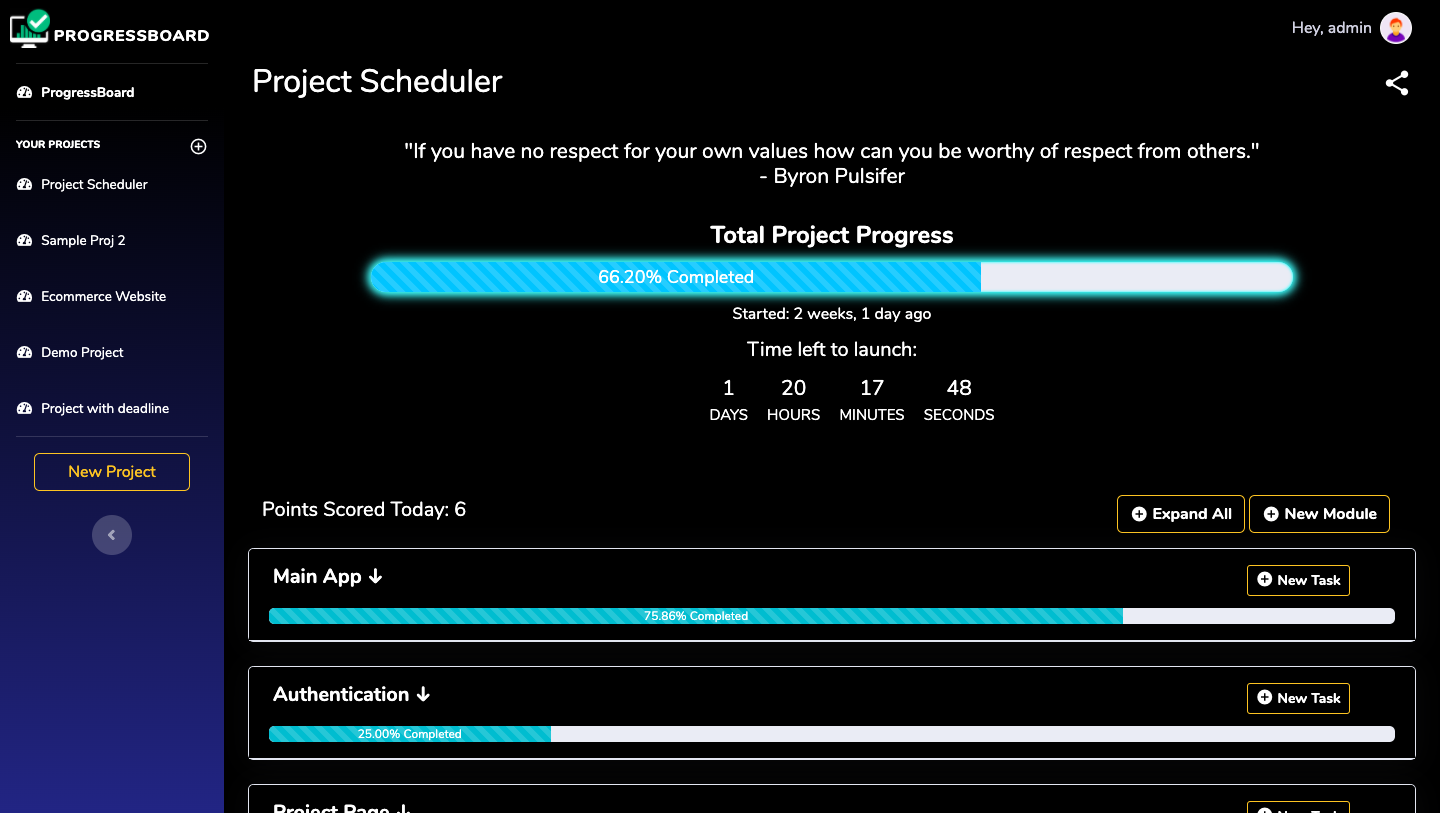 PROGRESSBOARD
Hey, admin
ProgressBoard
YOUR PROJECTS
Project Scheduler
Sample Proj 2
Ecommerce Website
Demo Project
Project with deadline
New Project
Project Scheduler
"If you have no respect for your own values how can you be worthy of respect from others."
- Byron Pulsifer
Total Project Progress
66.20% Completed
Started: 2 weeks, 1 day ago
Time left to launch:
1 20 17 48
DAYS HOURS MINUTES SECONDS
Points Scored Today: 6
Expand All
New Module
Main App
New Task
75.86% Completed
Authentication
New Task
25.00% Completed
Project Page
New Task